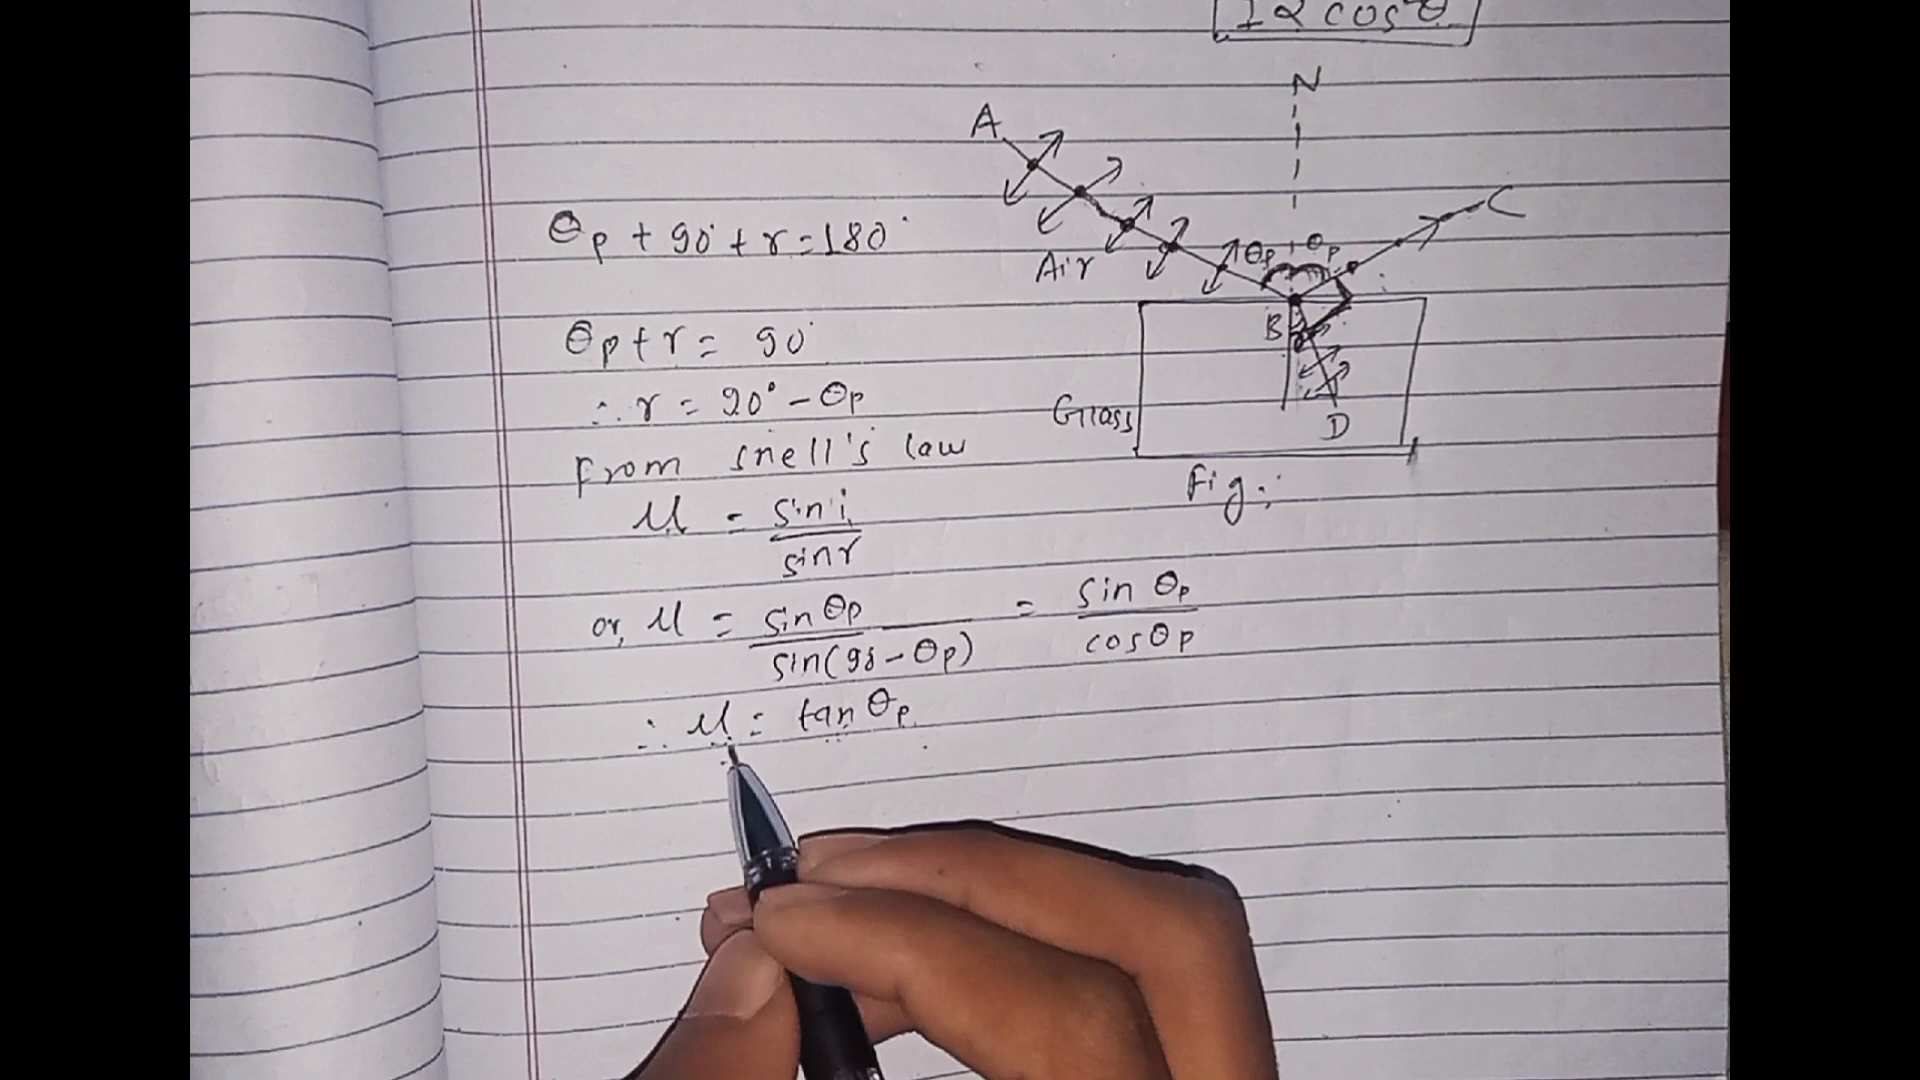 I α cos²θ
N
A
C
θp + 90° + r = 180°
θp θp
Air
B
θp + r = 90°
∴ r = 90° - θp
Glass
D
From snell's law
Fig.:
μ = sin i / sin r
or, μ = sin θp / sin(90 - θp) = sin θp / cos θp
∴ μ = tan θp